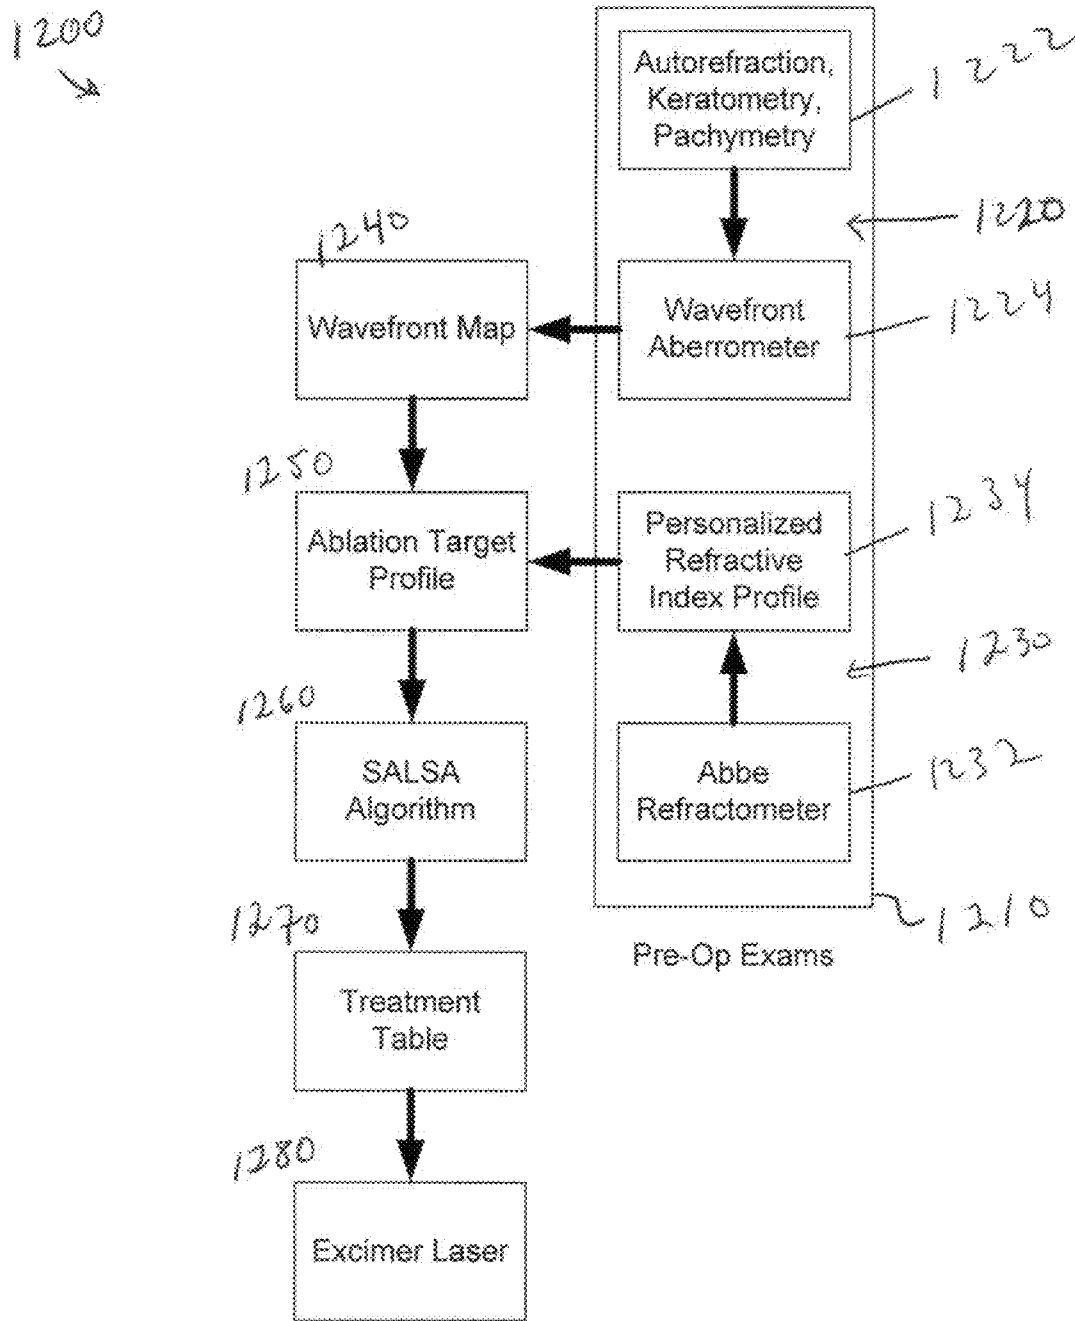 1200
Autorefraction,
Keratometry,
Pachymetry
1222
1220
1240
Wavefront Map
Wavefront
Aberrometer
1224
1250
Ablation Target
Profile
Personalized
Refractive
Index Profile
1234
1230
1260
SALSA
Algorithm
Abbe
Refractometer
1232
1210
Pre-Op Exams
1270
Treatment
Table
1280
Excimer Laser